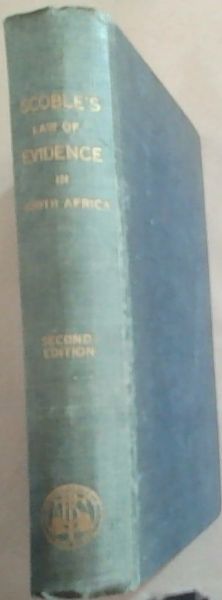 SCOBLE'S
LAW OF
EVIDENCE
IN
SOUTH AFRICA
SECOND
EDITION